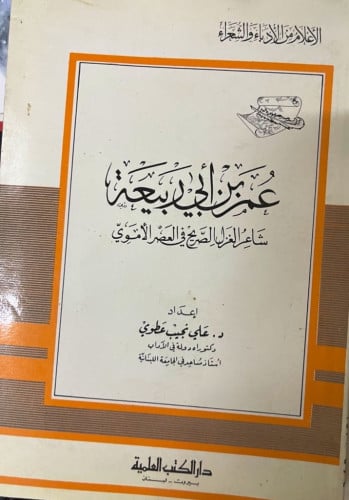 الأعلام من الأدباء والشعراء
عمر بن أبي ربيعة
شاعر الغزل الصريح في العصر الأموي
إعداد
د. علي نجيب عطوي
دكتوراه دولة في الآداب
أستاذ مساعد في الجامعة اللبنانية
دار الكتب العلمية
بيروت - لبنان